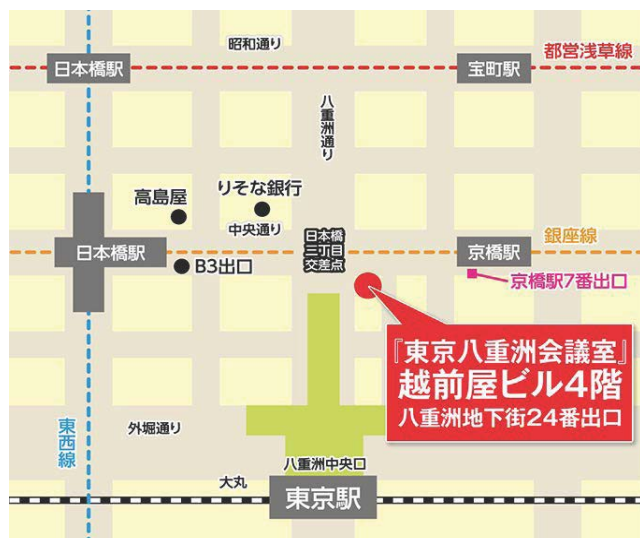 昭和通り
都営浅草線
日本橋駅
宝町駅
八重洲通り
高島屋
りそな銀行
中央通り
日本橋
三丁目
交差点
銀座線
日本橋駅
京橋駅
B3出口
京橋駅7番出口
『東京八重洲会議室』
越前屋ビル4階
八重洲地下街24番出口
東西線
外堀通り
八重洲中央口
大丸
東京駅